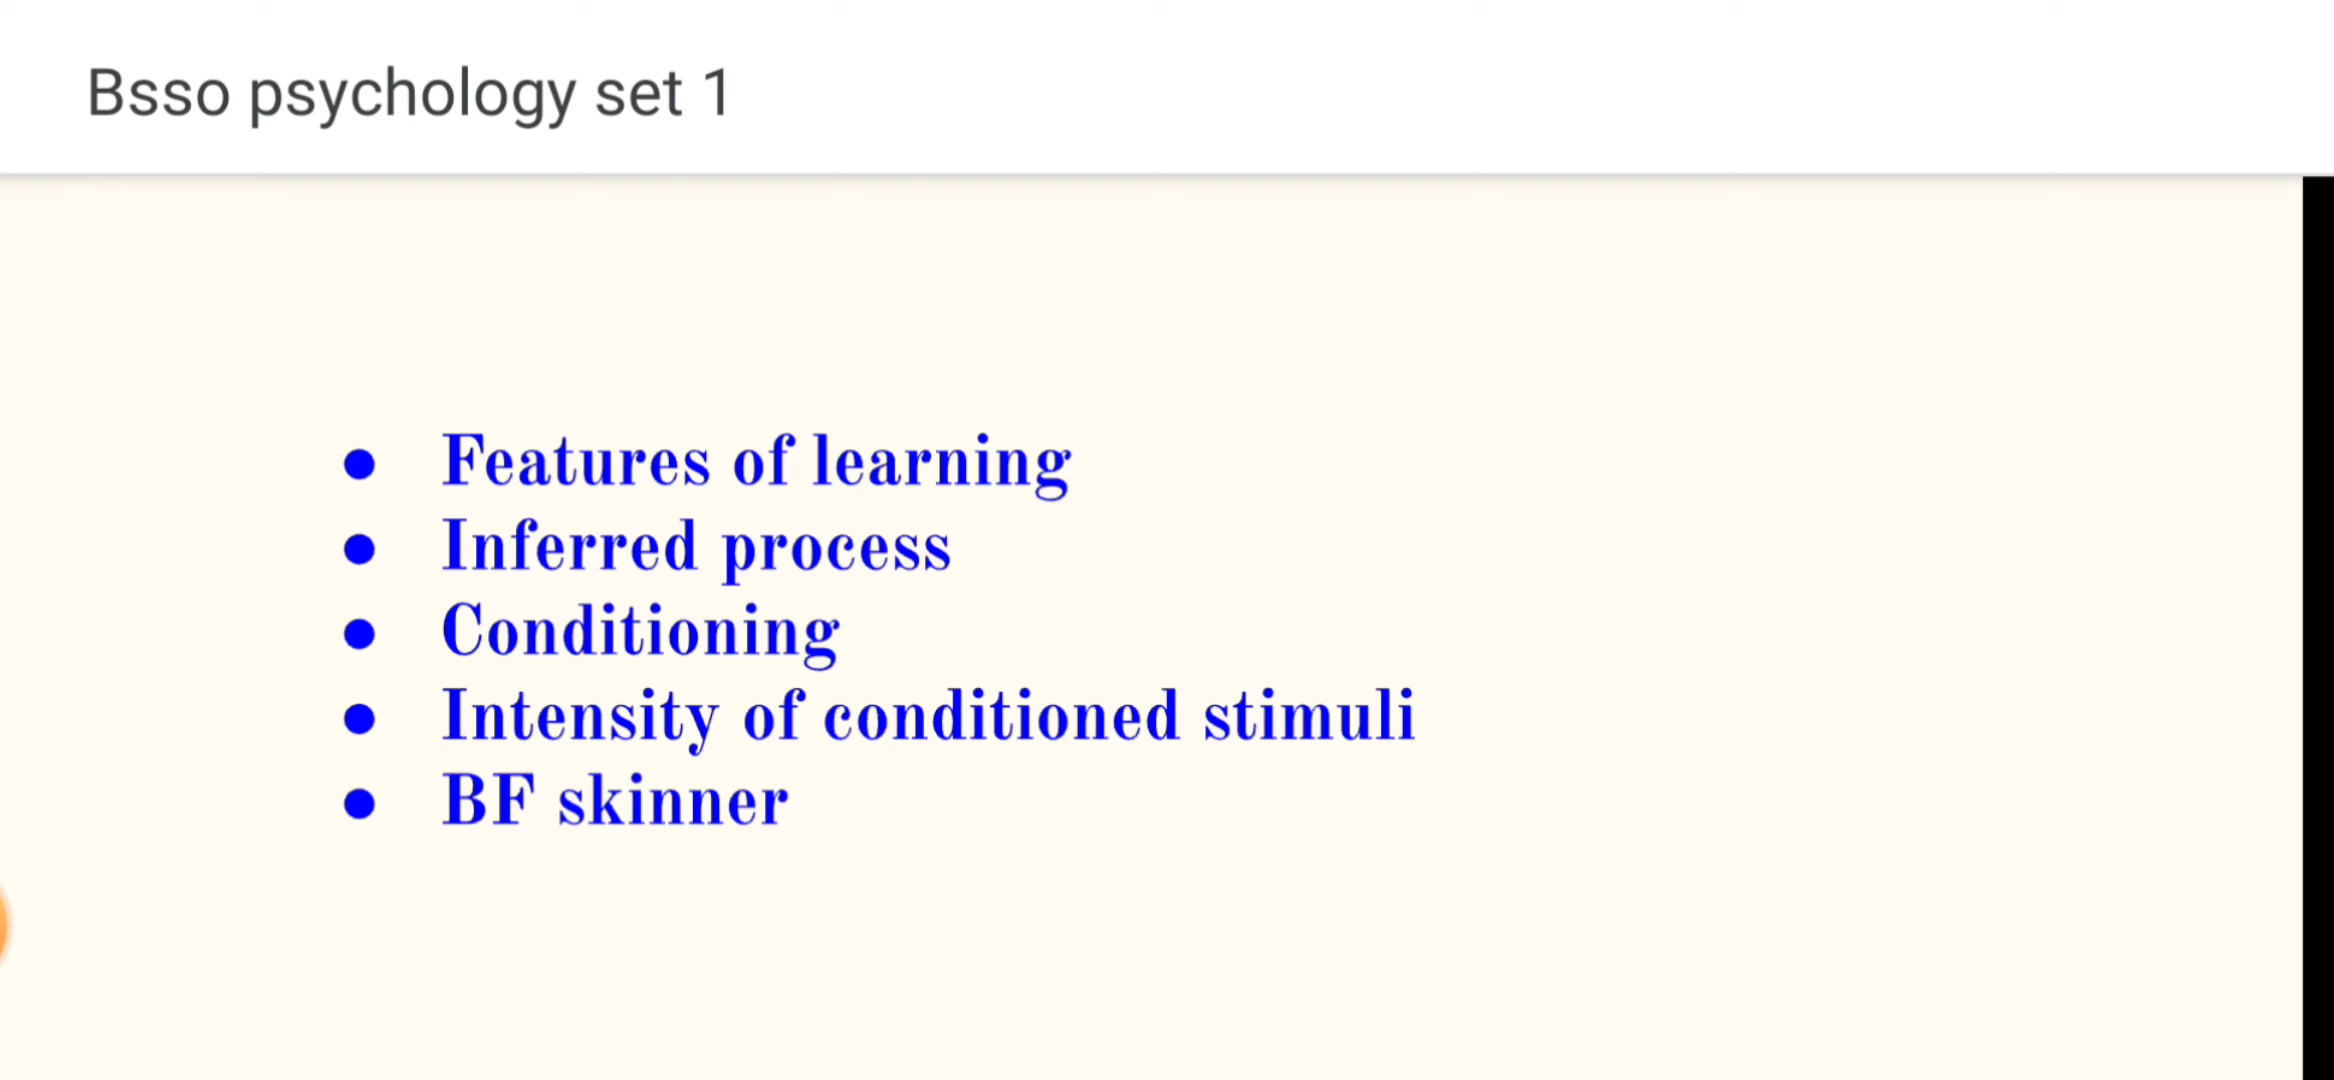 Bsso psychology set 1
● Features of learning
● Inferred process
● Conditioning
● Intensity of conditioned stimuli
● BF skinner